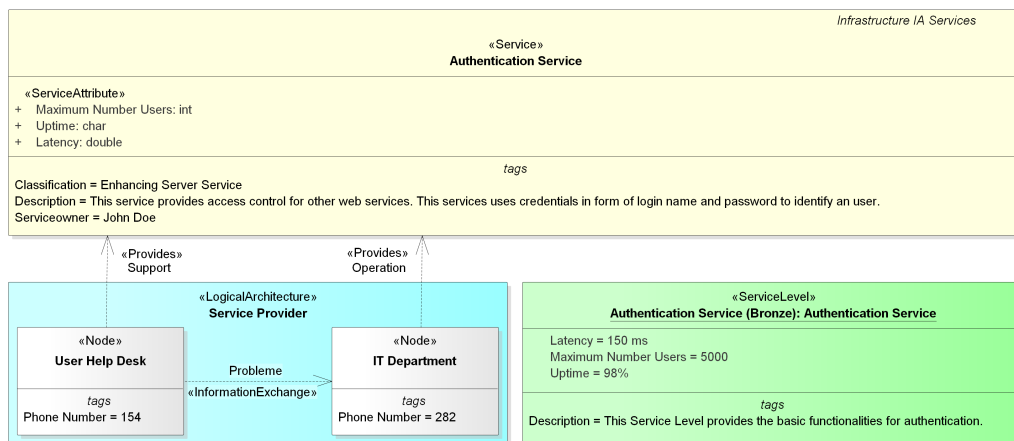 Infrastructure IA Services
«Service»
Authentication Service
«ServiceAttribute»
+ Maximum Number Users: int
+ Uptime: char
+ Latency: double
tags
Classification = Enhancing Server Service
Description = This service provides access control for other web services. This services uses credentials in form of login name and password to identify an user.
Serviceowner = John Doe
«Provides»
Support
«Provides»
Operation
«LogicalArchitecture»
Service Provider
«Node»
User Help Desk
tags
Phone Number = 154
Probleme
«InformationExchange»
«Node»
IT Department
tags
Phone Number = 282
«ServiceLevel»
Authentication Service (Bronze): Authentication Service
Latency = 150 ms
Maximum Number Users = 5000
Uptime = 98%
tags
Description = This Service Level provides the basic functionalities for authentication.